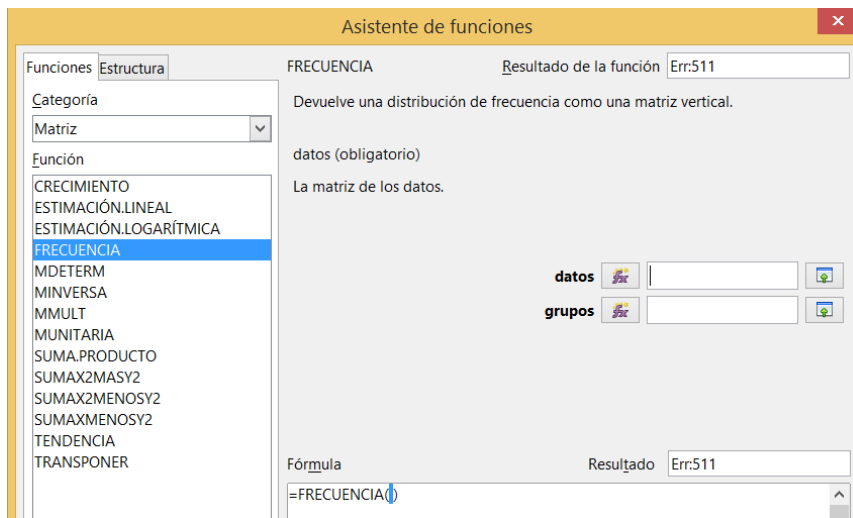 Asistente de funciones
Funciones Estructura
Categoría
Matriz
Función
CRECIMIENTO
ESTIMACIÓN.LINEAL
ESTIMACIÓN.LOGARÍTMICA
FRECUENCIA
MDETERM
MINVERSA
MMULT
MUNITARIA
SUMA.PRODUCTO
SUMAX2MASY2
SUMAX2MENOSY2
SUMAXMENOSY2
TENDENCIA
TRANSPONER
FRECUENCIA Resultado de la función Err:511
Devuelve una distribución de frecuencia como una matriz vertical.
datos (obligatorio)
La matriz de los datos.
datos
grupos
Fórmula Resultado Err:511
=FRECUENCIA()